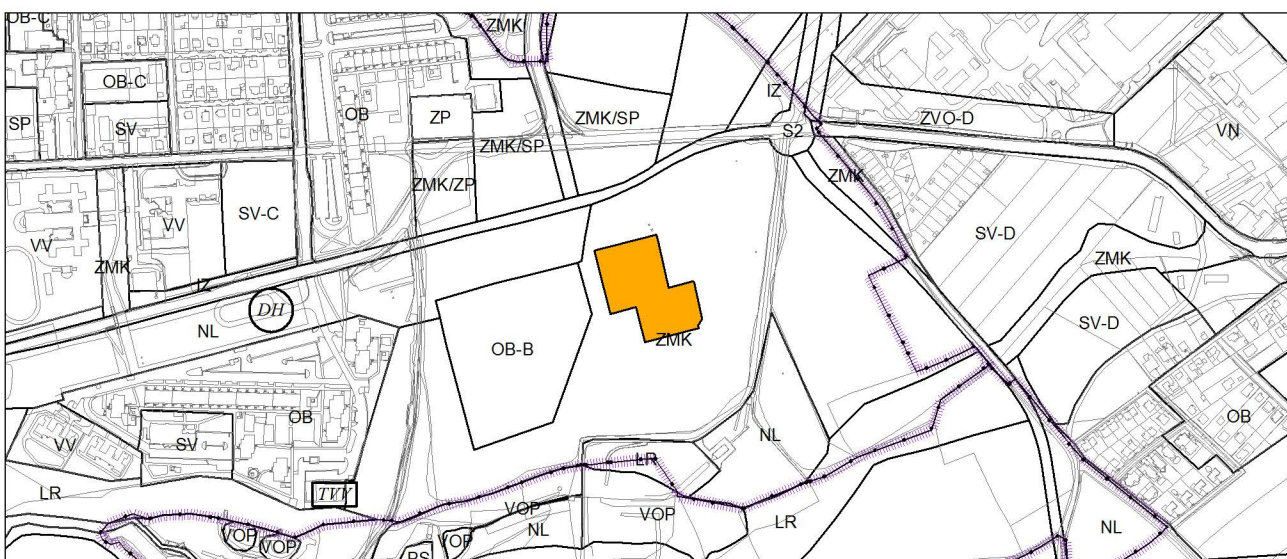 OB-C
ZMK
OB-C
IZ
SP
SV
OB
ZP
ZMK/SP
S2
ZVO-D
VN
ZMK/SP
ZMK/ZP
ZMK
VV
VV
SV-C
SV-D
ZMK
ZMK
IZ
DH
NL
OB-B
ZMK
SV-D
OB
OB
VV
SV
NL
LR
LR
TVV
VOP
VOP
LR
NL
VOP
VOP
NL
VOP
PS